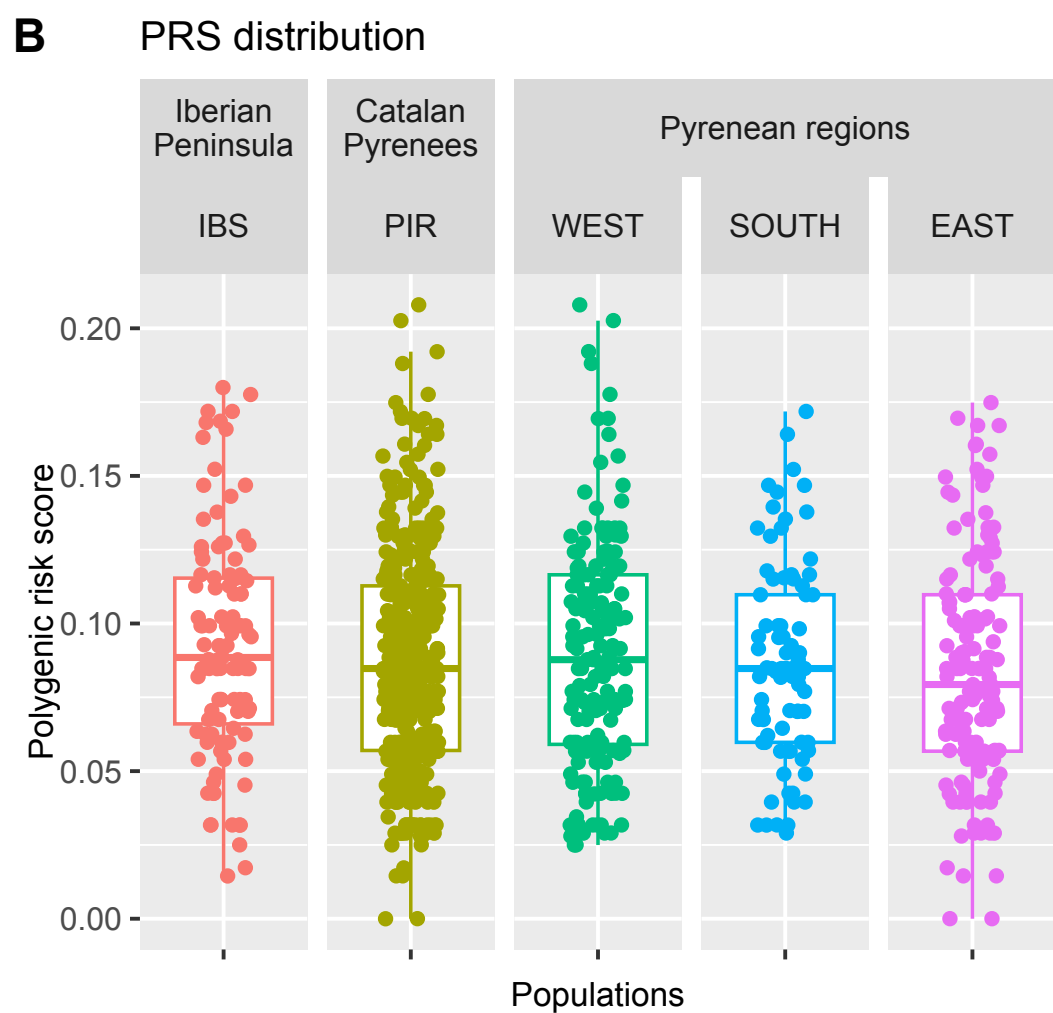 B PRS distribution
Iberian
Peninsula
Catalan
Pyrenees
Pyrenean regions
IBS
PIR
WEST
SOUTH
EAST
Polygenic risk score
0.20
0.15
0.10
0.05
0.00
Populations